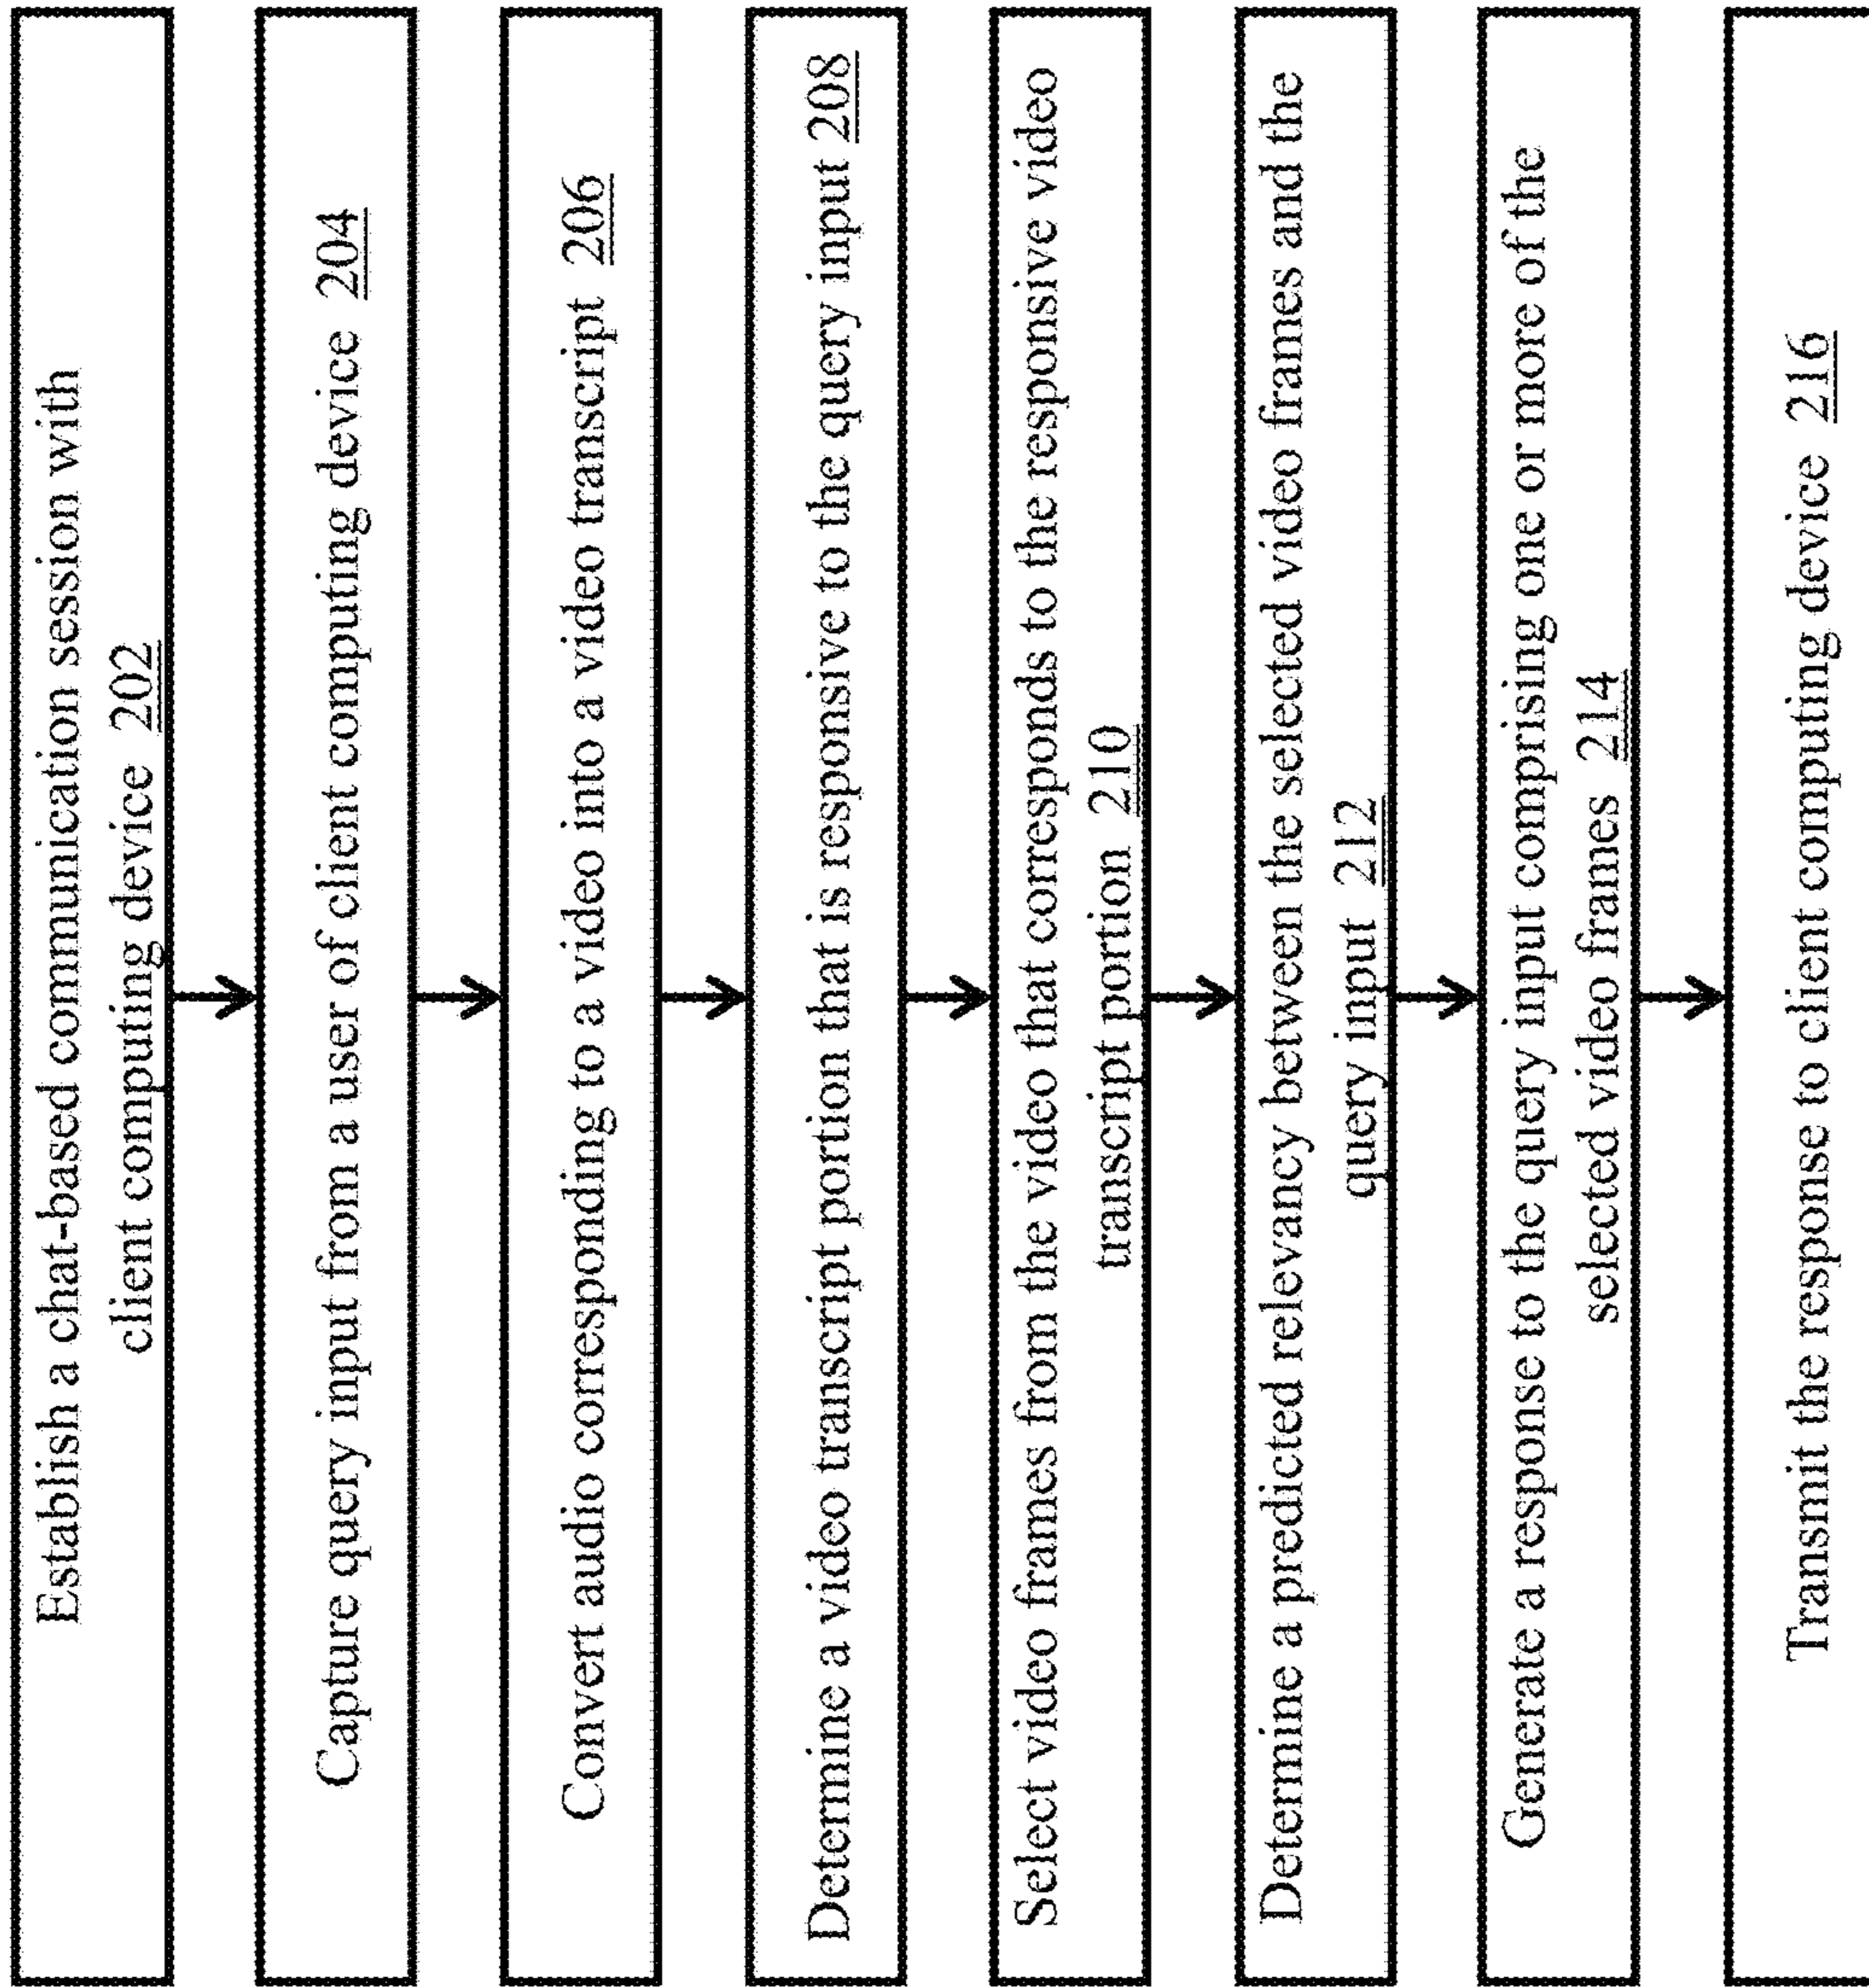 Establish a chat-based communication session with
client computing device 202
Capture query input from a user of client computing device 204
Convert audio corresponding to a video into a video transcript 206
Determine a video transcript portion that is responsive to the query input 208
Select video frames from the video that corresponds to the responsive video
transcript portion 210
Determine a predicted relevancy between the selected video frames and the
query input 212
Generate a response to the query input comprising one or more of the
selected video frames 214
Transmit the response to client computing device 216